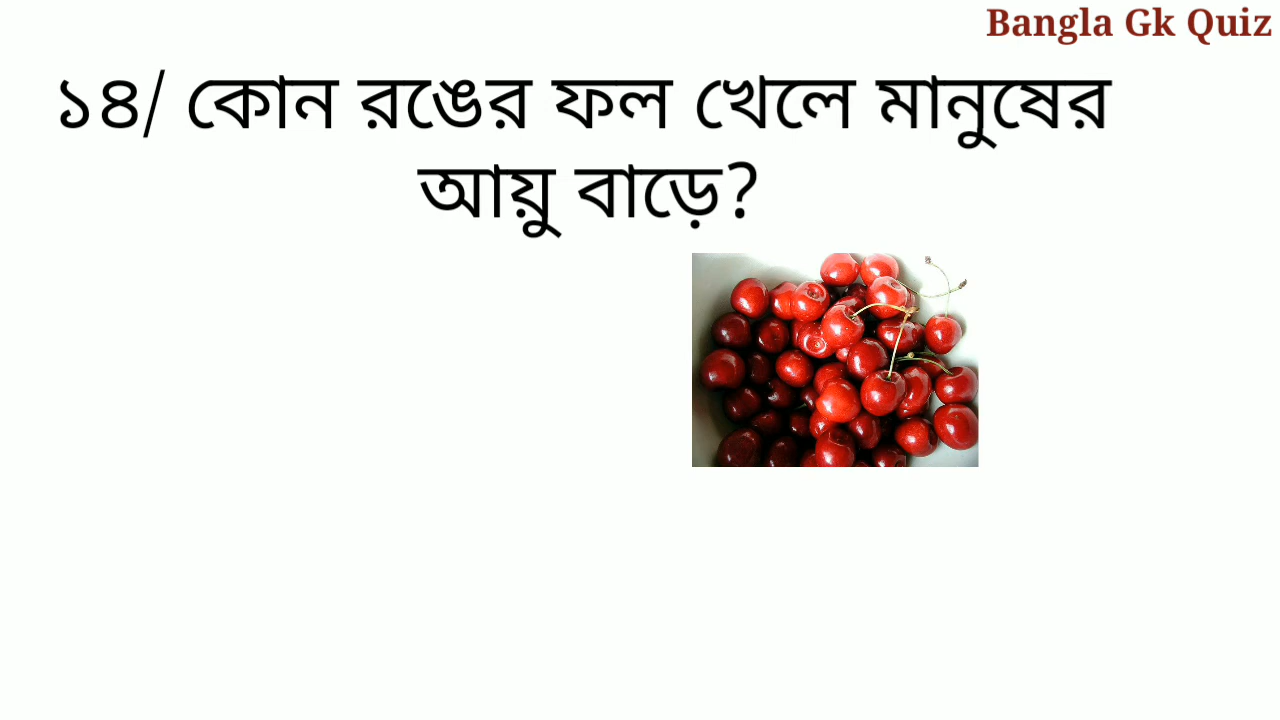 Bangla Gk Quiz
১৪/ কোন রঙের ফল খেলে মানুষের
আয়ু বাড়ে?